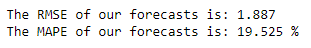 The RMSE of our forecasts is: 1.887
The MAPE of our forecasts is: 19.525 %